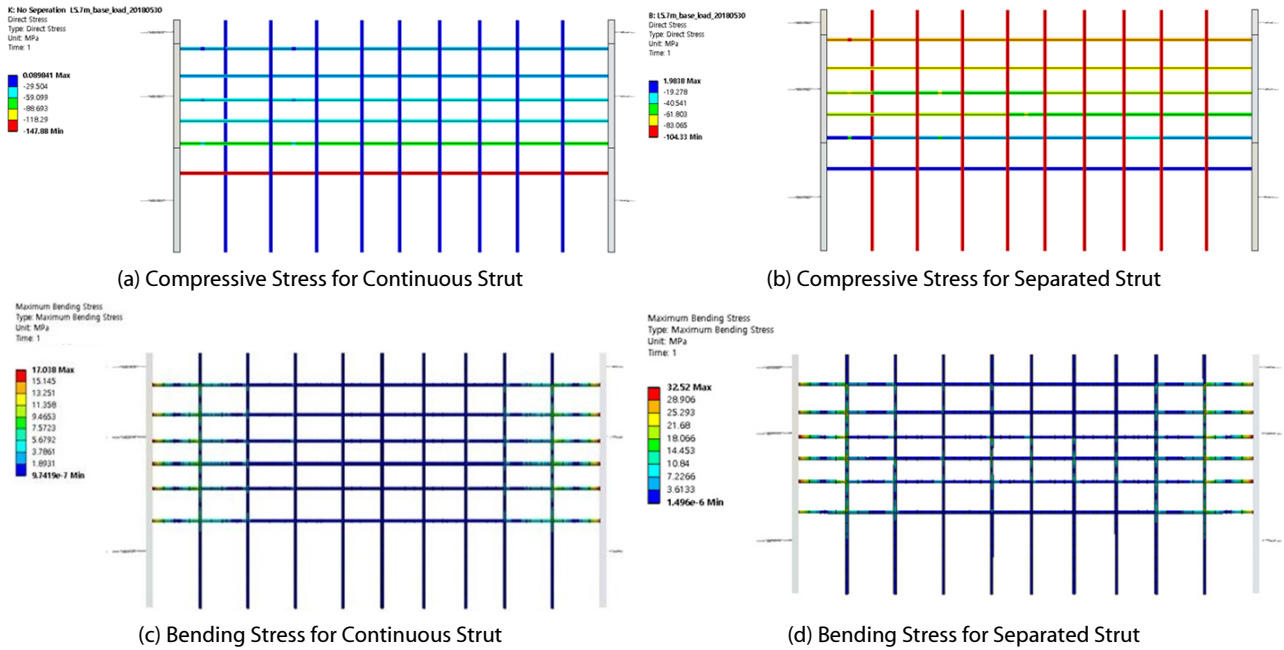 K: No Seperation L5.7m_base_load_20180530
Direct Stress
Type: Direct Stress
Unit: MPa
Time: 1
0.089841 Max
-29.504
-59.099
-88.693
-118.29
-147.88 Min
B: L5.7m_base_load_20180530
Direct Stress
Type: Direct Stress
Unit: MPa
Time: 1
1.9838 Max
-19.278
-40.541
-61.803
-83.065
-104.33 Min
(a) Compressive Stress for Continuous Strut
(b) Compressive Stress for Separated Strut
Maximum Bending Stress
Type: Maximum Bending Stress
Unit: MPa
Time: 1
17.038 Max
15.145
13.251
11.358
9.4653
7.5723
5.6792
3.7861
1.8931
9.7419e-7 Min
Maximum Bending Stress
Type: Maximum Bending Stress
Unit: MPa
Time: 1
32.52 Max
28.906
25.293
21.68
18.066
14.453
10.84
7.2266
3.6133
1.496e-6 Min
(c) Bending Stress for Continuous Strut
(d) Bending Stress for Separated Strut